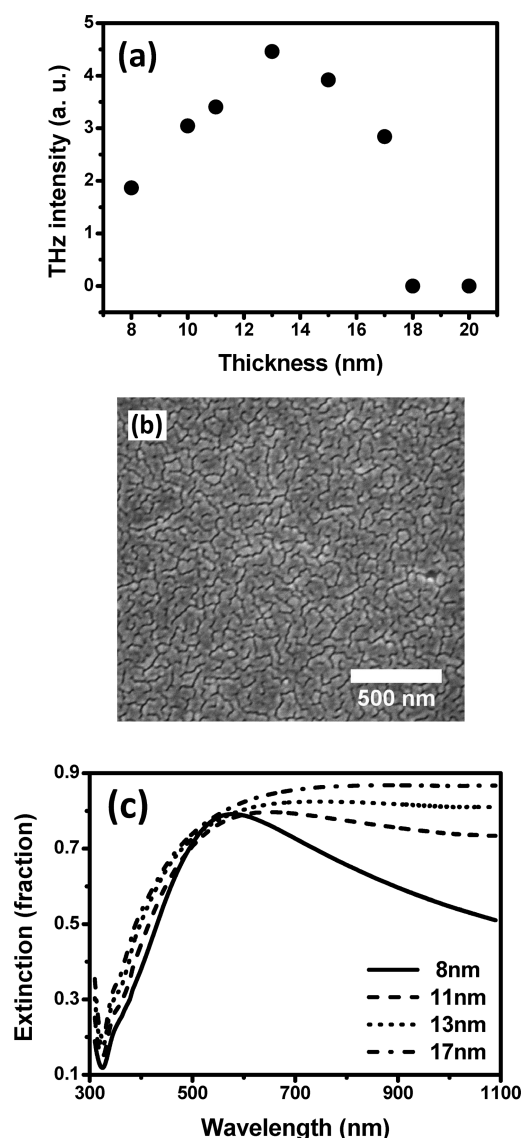 (a)
THz intensity (a. u.)
5
4
3
2
1
0
8 10 12 14 16 18 20
Thickness (nm)
(b)
500 nm
(c)
Extinction (fraction)
0.9
0.7
0.5
0.3
0.1
8nm
11nm
13nm
17nm
300 500 700 900 1100
Wavelength (nm)